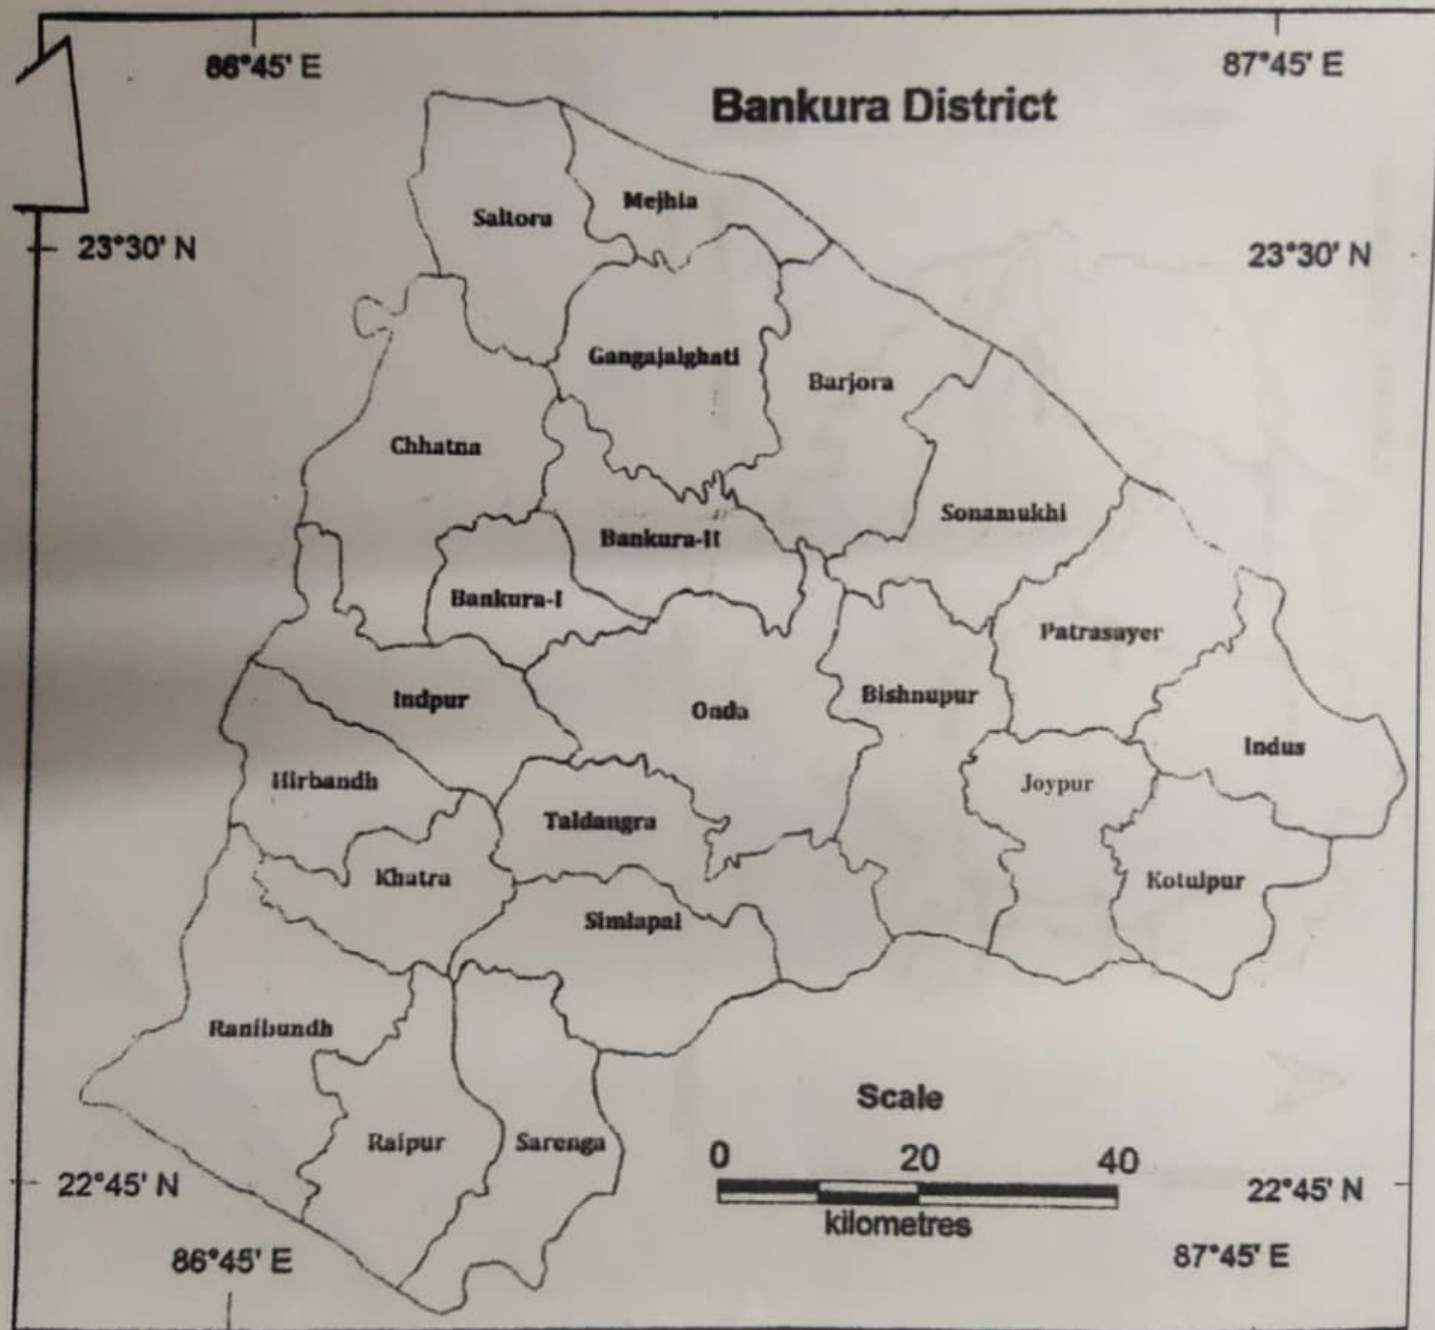 86°45' E
87°45' E
Bankura District
Mejhia
Saltora
23°30' N
23°30' N
Gangajalghati
Barjora
Chhatna
Sonamukhi
Bankura-II
Bankura-I
Patrasayer
Indpur
Onda
Bishnupur
Indus
Hirbandh
Joypur
Taldangra
Khatra
Kotulpur
Simlapal
Ranibundh
Scale
Raipur
Sarenga
0 20 40
22°45' N
22°45' N
kilometres
86°45' E
87°45' E